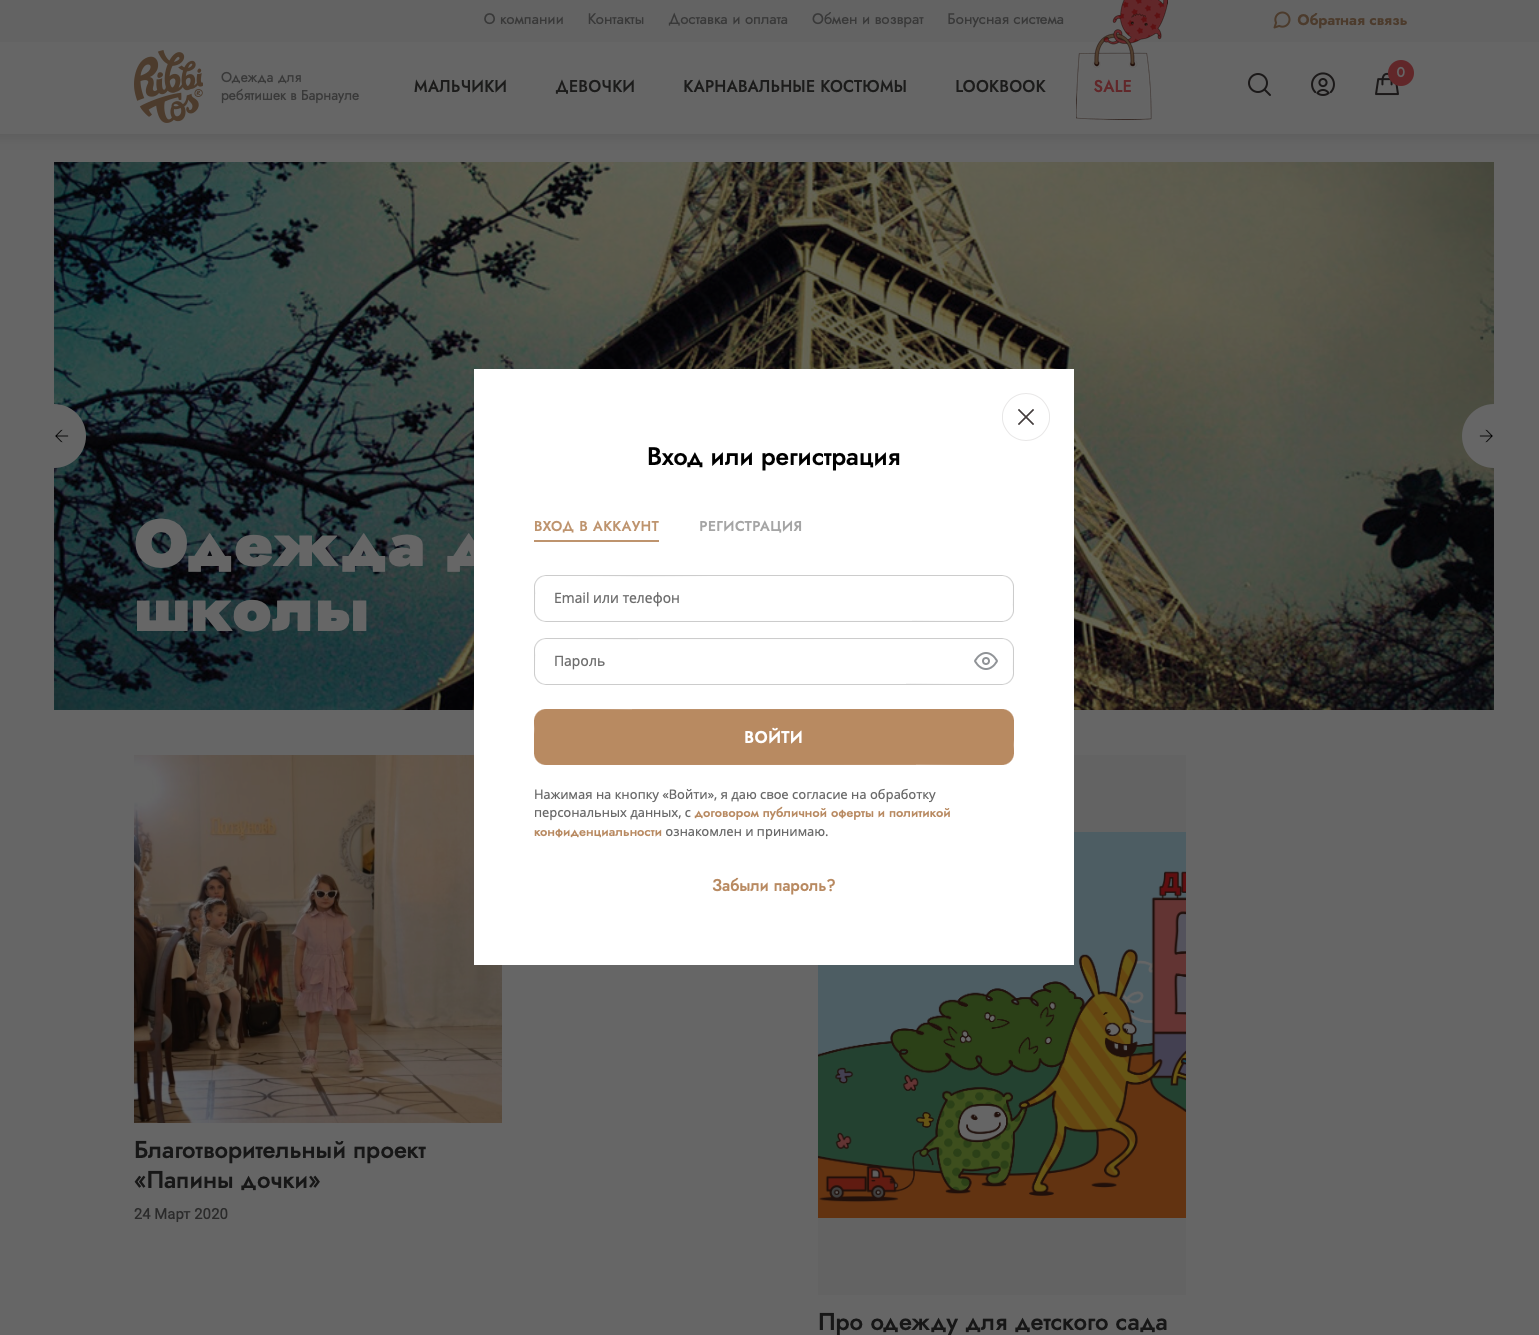 О компании Контакты Доставка и оплата Обмен и возврат Бонусная система Обратная связь
Ribbi Tos®
Одежда для
ребятишек в Барнауле
МАЛЬЧИКИ ДЕВОЧКИ КАРНАВАЛЬНЫЕ КОСТЮМЫ LOOKBOOK SALE 0
Вход или регистрация
ВХОД В АККАУНТ РЕГИСТРАЦИЯ
Email или телефон
Пароль
ВОЙТИ
Нажимая на кнопку «Войти», я даю свое согласие на обработку
персональных данных, с договором публичной оферты и политикой
конфиденциальности ознакомлен и принимаю.
Забыли пароль?
Одежда д
школы
Благотворительный проект
«Папины дочки»
24 Март 2020
Про одежду для детского сада